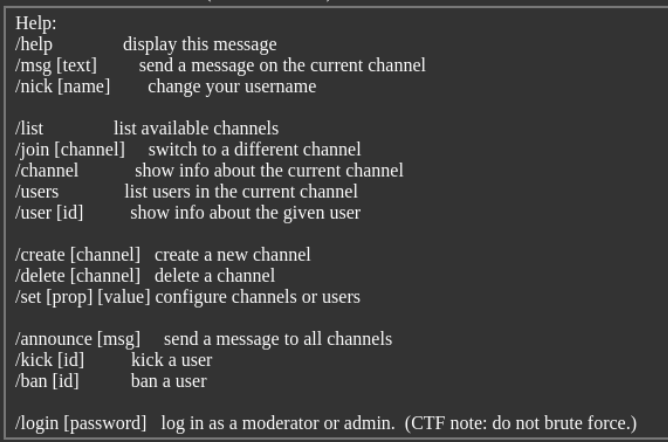 Help:
/help display this message
/msg [text] send a message on the current channel
/nick [name] change your username
/list list available channels
/join [channel] switch to a different channel
/channel show info about the current channel
/users list users in the current channel
/user [id] show info about the given user
/create [channel] create a new channel
/delete [channel] delete a channel
/set [prop] [value] configure channels or users
/announce [msg] send a message to all channels
/kick [id] kick a user
/ban [id] ban a user
/login [password] log in as a moderator or admin. (CTF note: do not brute force.)